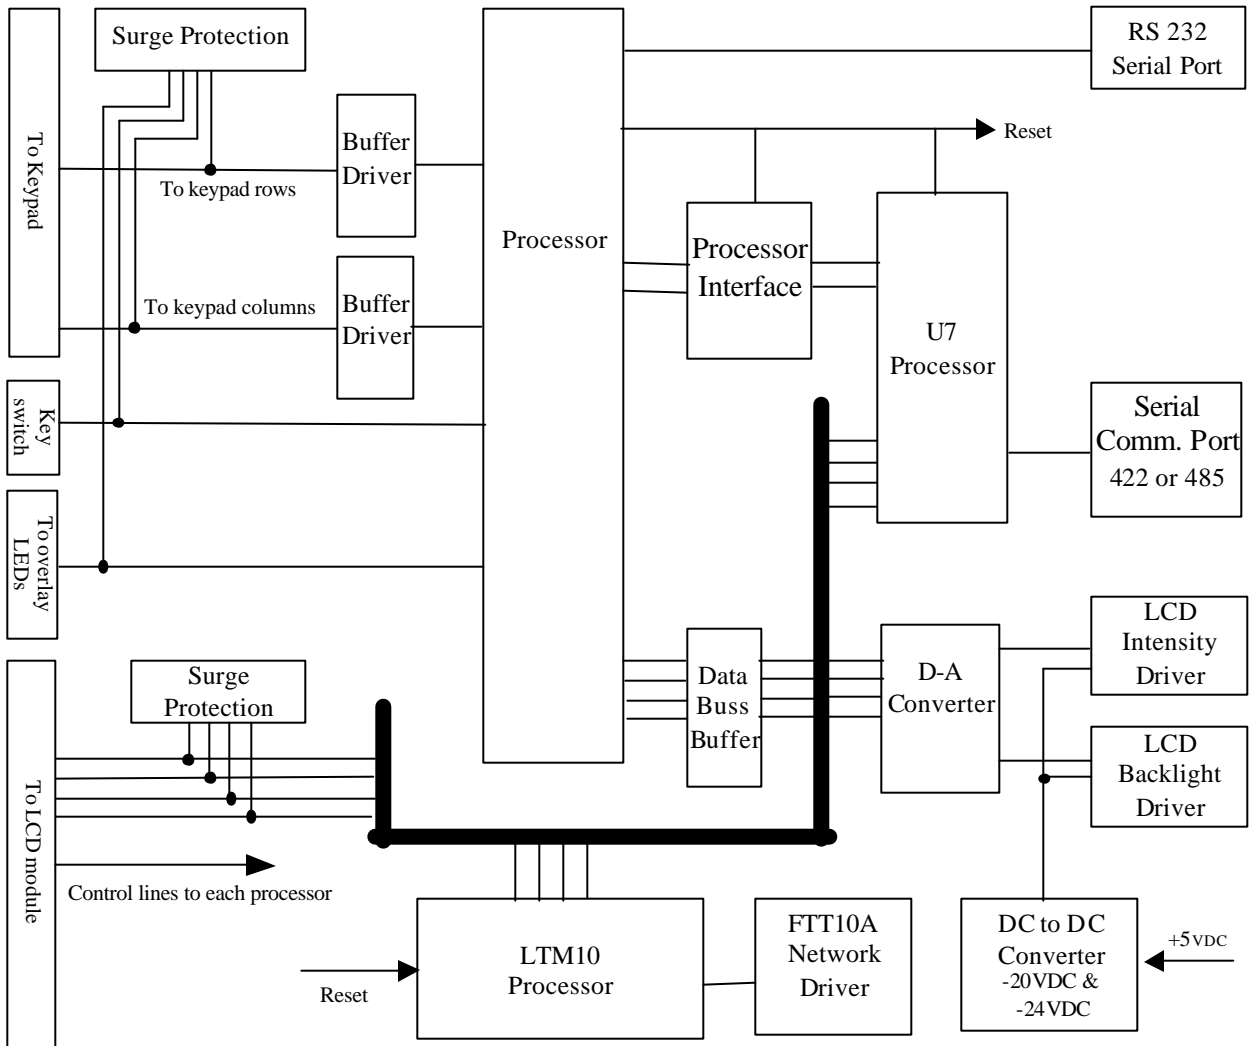 Surge Protection
RS 232
Serial Port
To Keypad
Buffer
Driver
Reset
To keypad rows
Processor
Processor
Interface
To keypad columns
Buffer
Driver
U7
Processor
Key
switch
Serial
Comm. Port
422 or 485
To overlay
LEDs
LCD
Intensity
Driver
Surge
Protection
Data
Buss
Buffer
D-A
Converter
LCD
Backlight
Driver
To LCD module
Control lines to each processor
LTM10
Processor
FTT10A
Network
Driver
DC to DC
Converter
-20VDC &
-24VDC
+5VDC
Reset